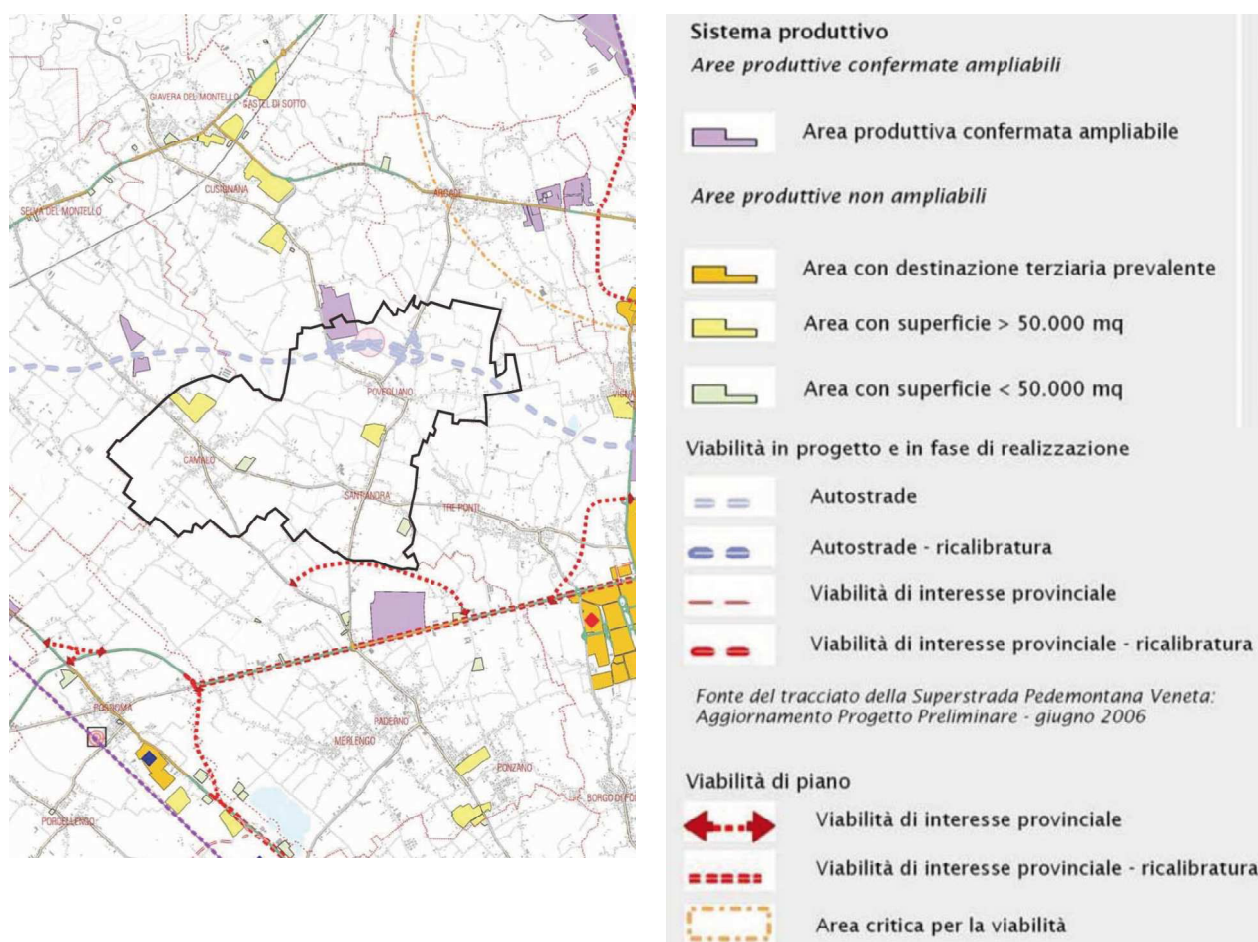 GIAVERA DEL MONTELLO
CASTEL DI SOTTO
CUSIGNANA
ARCADE
SELVA DEL MONTELLO
POVEGLIANO
CAMALO
SANTANDRA
TRE PONTI
POSTIOMA
PADERNO
MERLENGO
PONZANO
PORCELLENGO
Sistema produttivo
Aree produttive confermate ampliabili
Area produttiva confermata ampliabile
Aree produttive non ampliabili
Area con destinazione terziaria prevalente
Area con superficie > 50.000 mq
Area con superficie < 50.000 mq
Viabilità in progetto e in fase di realizzazione
Autostrade
Autostrade - ricalibratura
Viabilità di interesse provinciale
Viabilità di interesse provinciale - ricalibratura
Fonte del tracciato della Superstrada Pedemontana Veneta:
Aggiornamento Progetto Preliminare - giugno 2006
Viabilità di piano
Viabilità di interesse provinciale
Viabilità di interesse provinciale - ricalibratura
Area critica per la viabilità